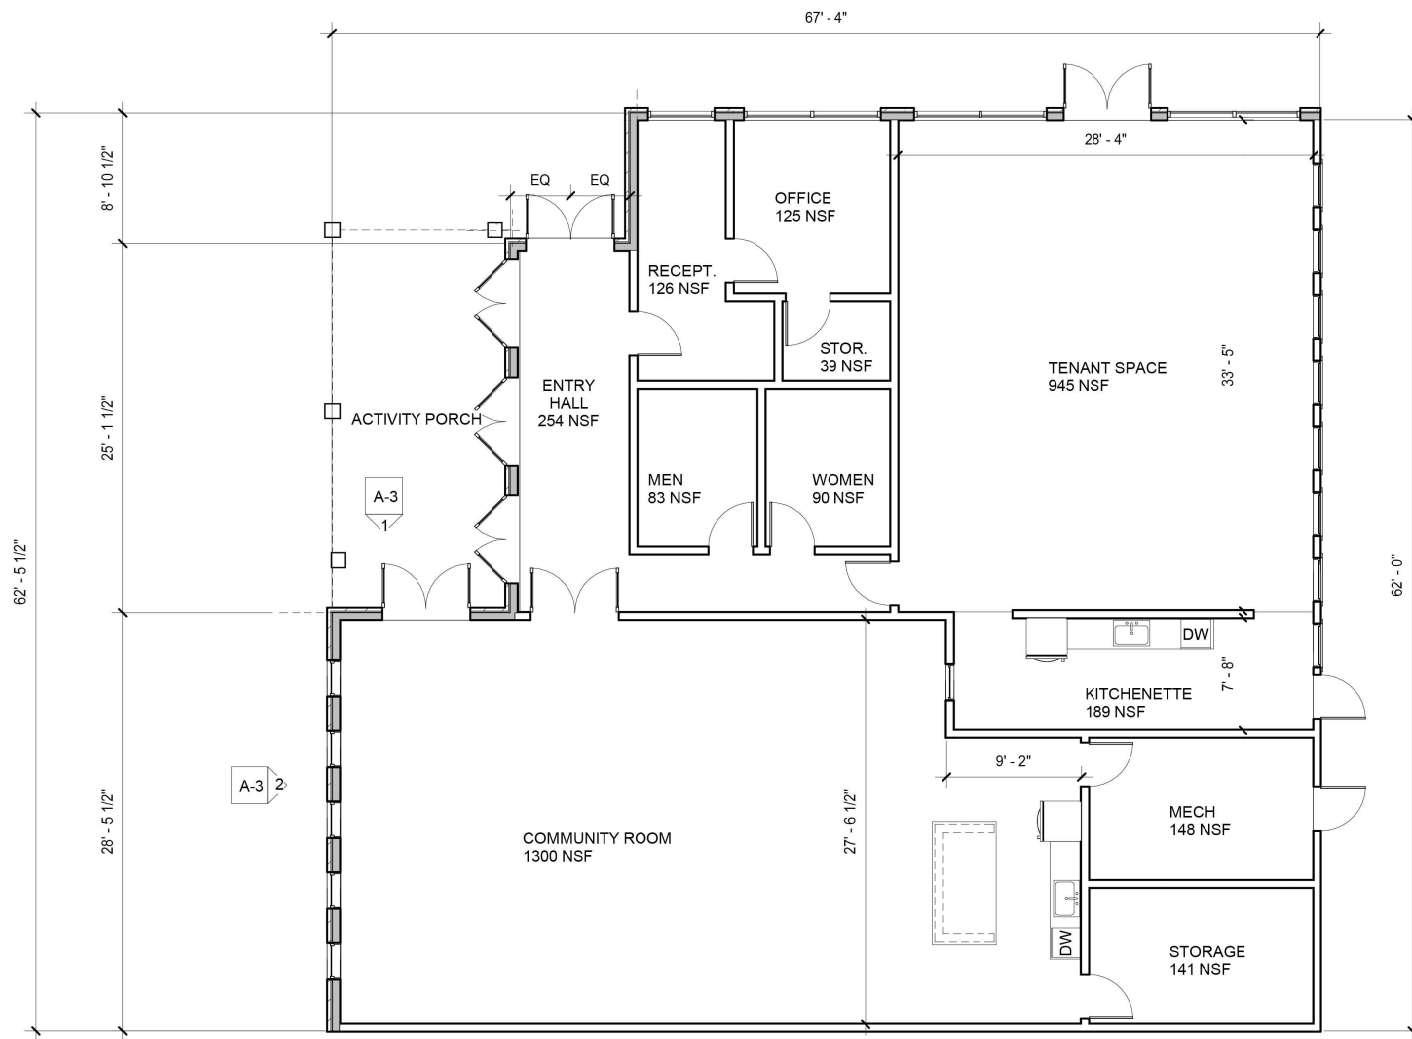 67' - 4"
28' - 4"
8' - 10 1/2"
EQ
EQ
OFFICE
125 NSF
RECEPT.
126 NSF
STOR.
39 NSF
TENANT SPACE
945 NSF
33' - 5"
ENTRY
HALL
254 NSF
ACTIVITY PORCH
25' - 1 1/2"
MEN
83 NSF
WOMEN
90 NSF
A-3
1
62' - 5 1/2"
62' - 0"
DW
7' - 8"
KITCHENETTE
189 NSF
9' - 2"
A-3
2
28' - 5 1/2"
COMMUNITY ROOM
1300 NSF
27' - 6 1/2"
MECH
148 NSF
DW
STORAGE
141 NSF